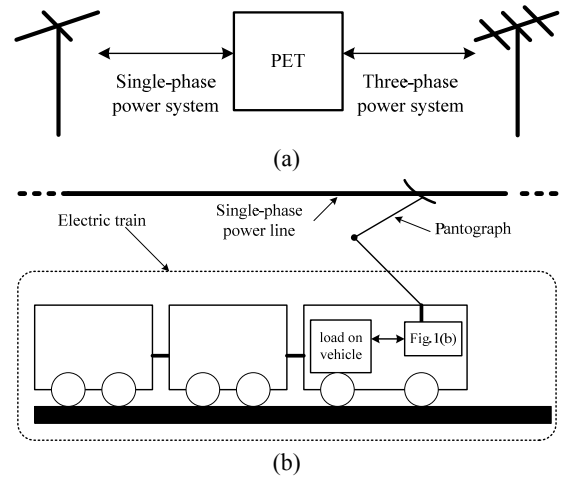 PET
Single-phase
power system
Three-phase
power system
(a)
Single-phase
power line
Electric train
Pantograph
load on
vehicle
Fig.1(b)
(b)